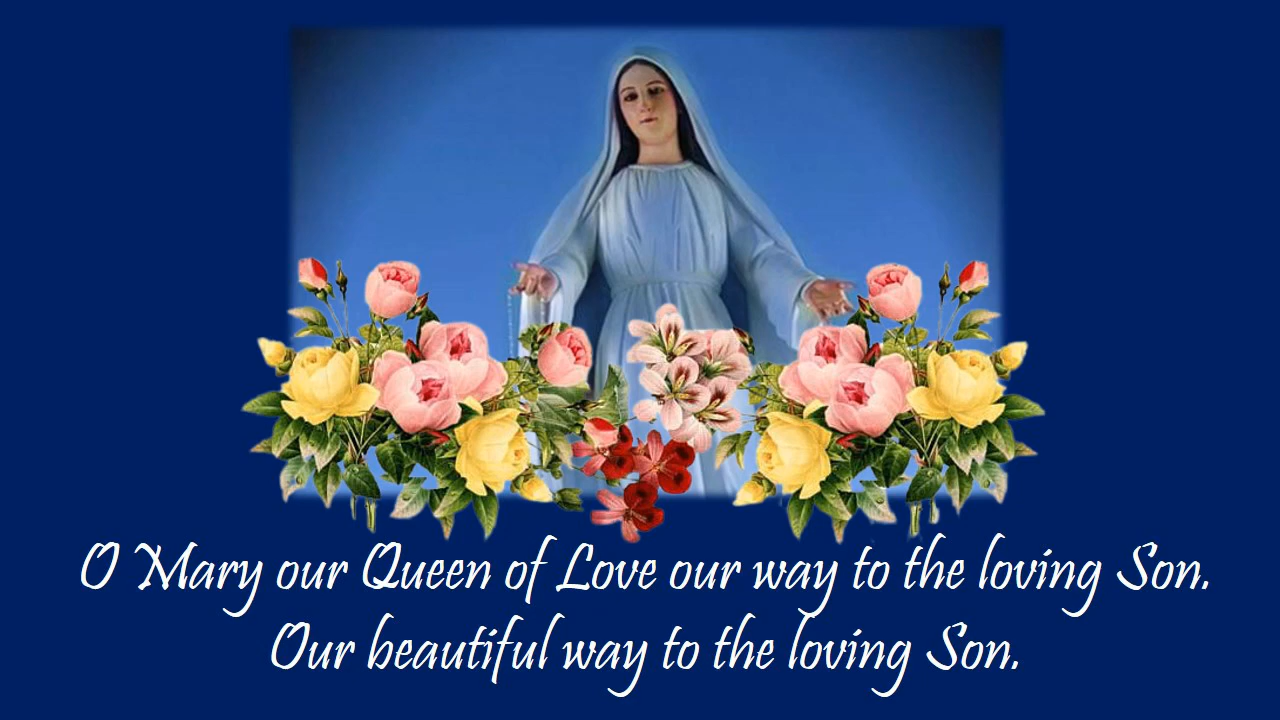 O Mary our Queen of Love our way to the loving Son.
Our beautiful way to the loving Son.